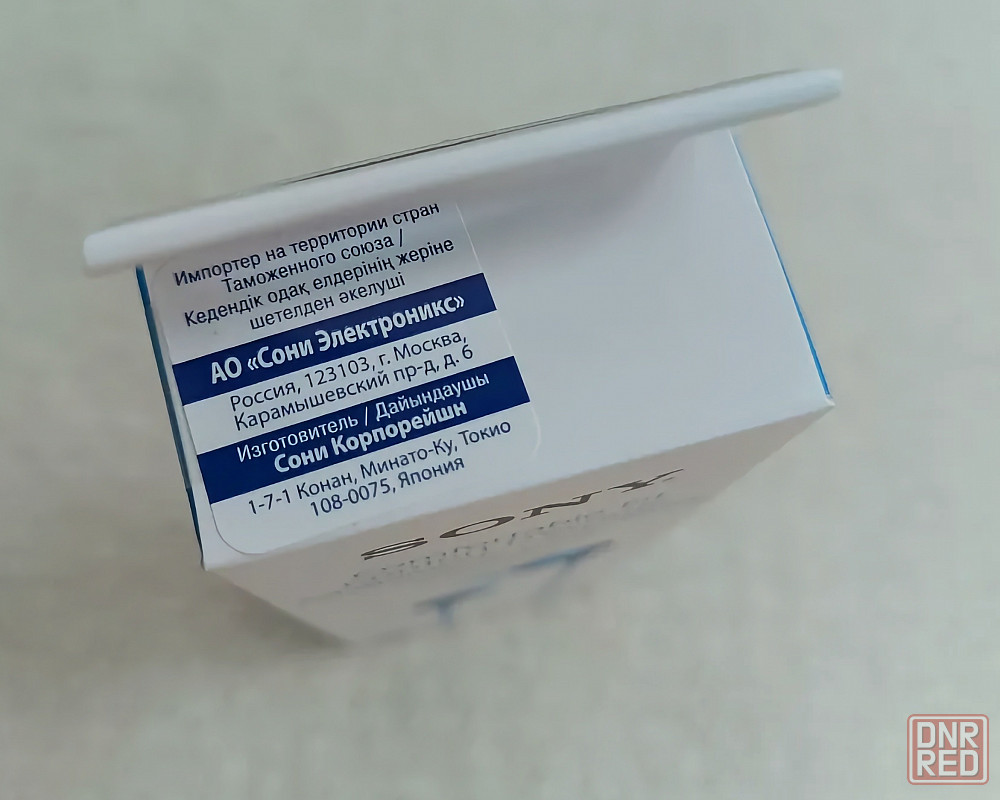 Импортер на территории стран
Таможенного союза /
Кедендік одақ елдерінің жеріне
шетелден әкелуші
АО «Сони Электроникс»
Россия, 123103, г. Москва,
Карамышевский пр-д, д. 6
Изготовитель / Дайындаушы
Сони Корпорейшн
1-7-1 Конан, Минато-Ку, Токио
108-0075, Япония
SONY
DNR
RED